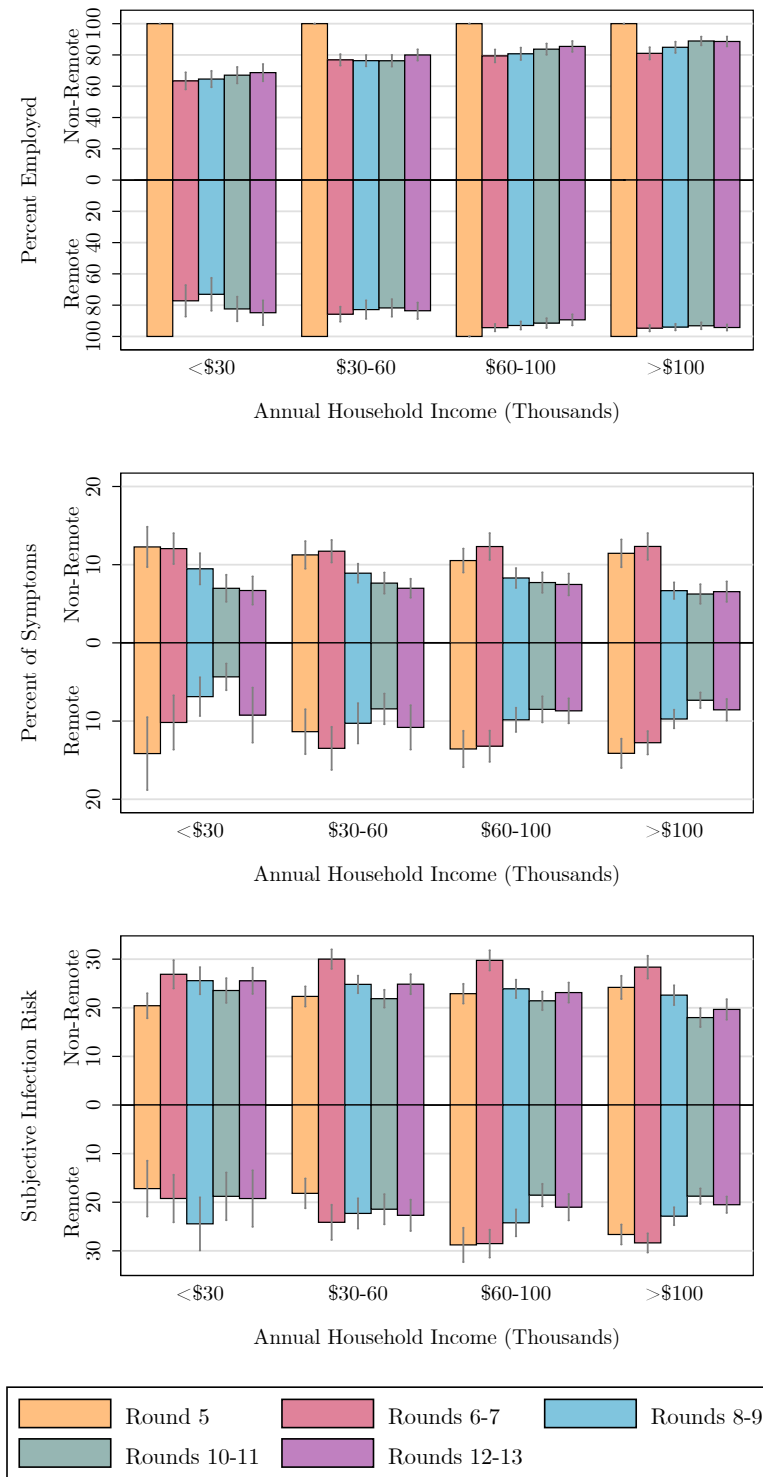 Percent Employed
Remote Non-Remote
100 80 60 40 20 0 20 40 60 80 100
<$30 $30-60 $60-100 >$100
Annual Household Income (Thousands)
Percent of Symptoms
Remote Non-Remote
20 10 0 10 20
<$30 $30-60 $60-100 >$100
Annual Household Income (Thousands)
Subjective Infection Risk
Remote Non-Remote
30 20 10 0 10 20 30
<$30 $30-60 $60-100 >$100
Annual Household Income (Thousands)
Round 5 Rounds 6-7 Rounds 8-9
Rounds 10-11 Rounds 12-13